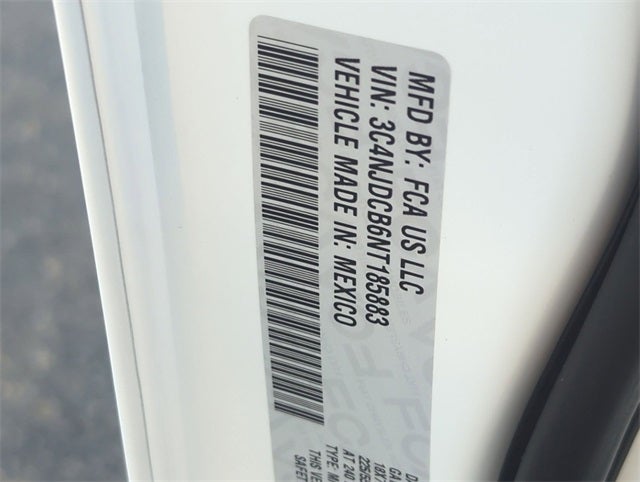 MFD BY: FCA US LLC
VIN: 3C4NJDCB6NT185883
VEHICLE MADE IN: MEXICO